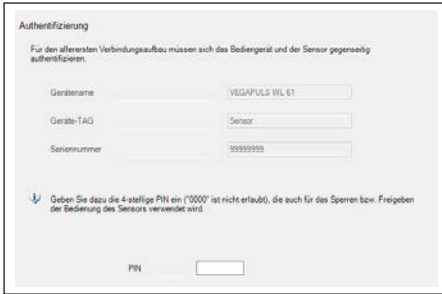 Authentifizierung
Für den allerersten Verbindungsaufbau müssen sich das Bediengerät und der Sensor gegenseitig
authentifizieren.
Gerätename VEGAPULS WL 61
Geräte-TAG Sensor
Seriennummer 99999999
Geben Sie dazu die 4-stellige PIN ein ("0000" ist nicht erlaubt), die auch für das Sperren bzw. Freigeben
der Bedienung des Sensors verwendet wird.
PIN